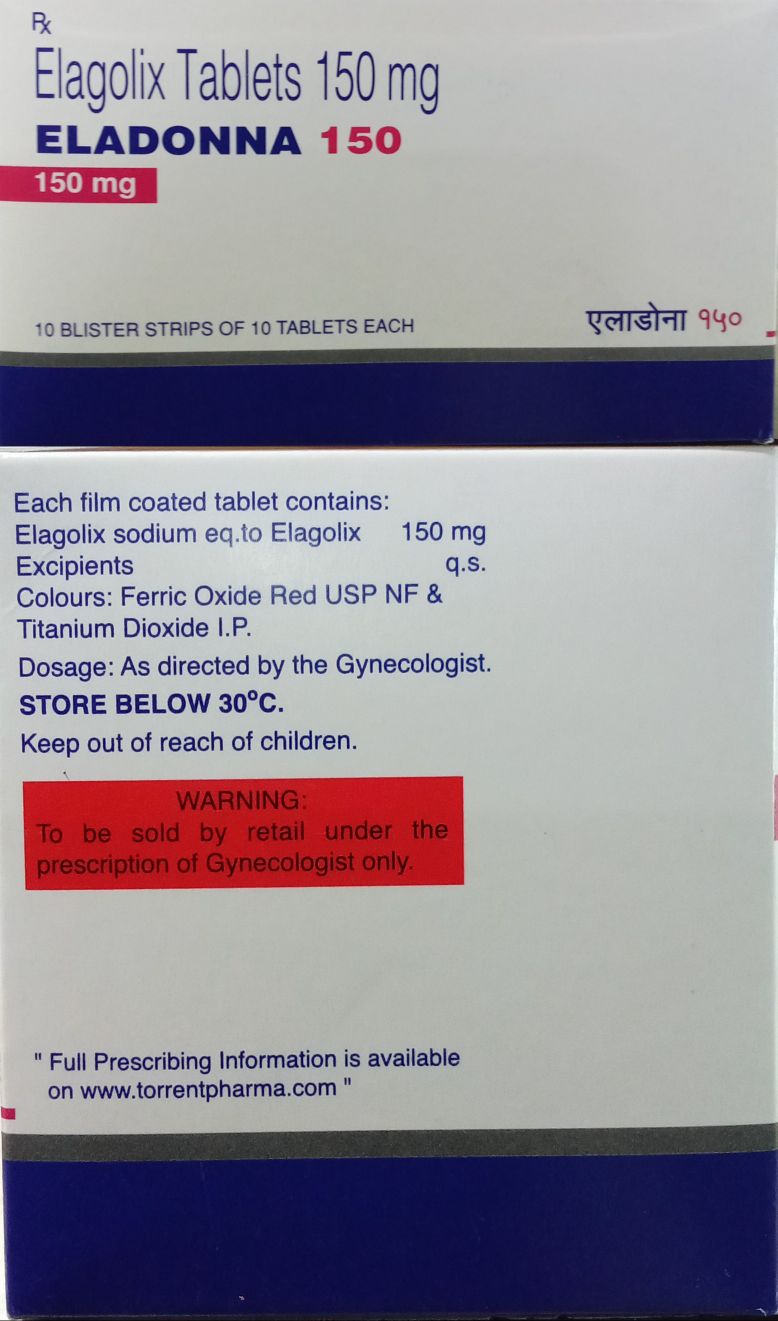 Rx
Elagolix Tablets 150 mg
ELADONNA 150
150 mg
10 BLISTER STRIPS OF 10 TABLETS EACH
एलाडोना १५०
Each film coated tablet contains:
Elagolix sodium eq.to Elagolix 150 mg
Excipients q.s.
Colours: Ferric Oxide Red USP NF &
Titanium Dioxide I.P.
Dosage: As directed by the Gynecologist.
STORE BELOW 30°C.
Keep out of reach of children.
WARNING:
To be sold by retail under the
prescription of Gynecologist only.
" Full Prescribing Information is available
on www.torrentpharma.com "